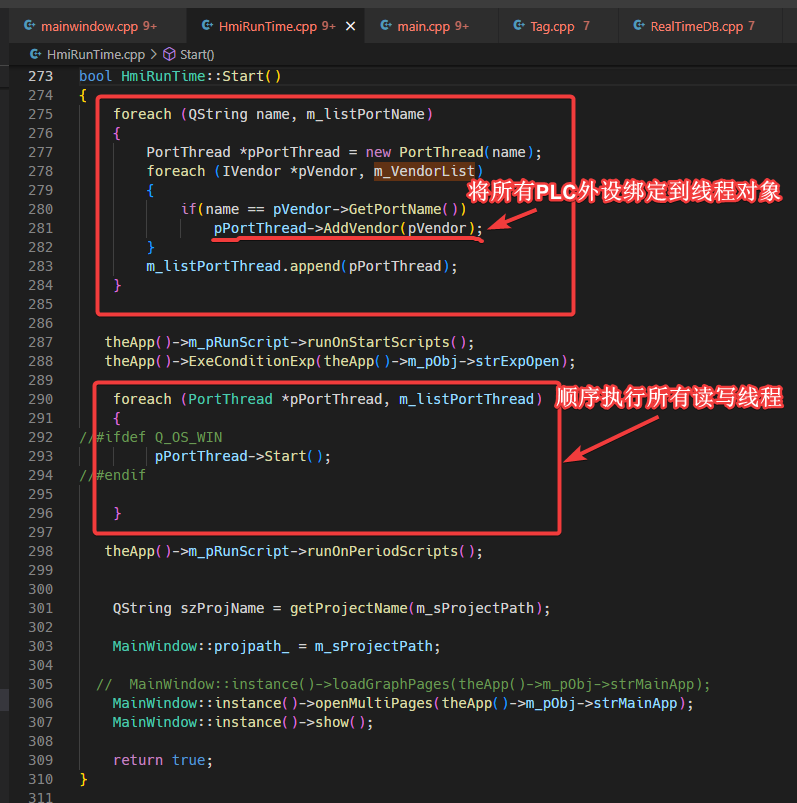 mainwindow.cpp 9+ HmiRunTime.cpp 9+ × main.cpp 9+ Tag.cpp 7 RealTimeDB.cpp 7
HmiRunTime.cpp > Start()
273 bool HmiRunTime::Start()
274 {
275 foreach (QString name, m_listPortName)
276 {
277 PortThread *pPortThread = new PortThread(name);
278 foreach (IVendor *pVendor, m_VendorList)
将所有PLC外设绑定到线程对象
279 {
280 if(name == pVendor->GetPortName())
281 pPortThread->AddVendor(pVendor);
282 }
283 m_listPortThread.append(pPortThread);
284 }
285
286
287 theApp()->m_pRunScript->runOnStartScripts();
288 theApp()->ExeConditionExp(theApp()->m_pObj->strExpOpen);
289
290 foreach (PortThread *pPortThread, m_listPortThread)
顺序执行所有读写线程
291 {
292 //#ifdef Q_OS_WIN
293 pPortThread->Start();
294 //#endif
295
296 }
297
298 theApp()->m_pRunScript->runOnPeriodScripts();
299
300
301 QString szProjName = getProjectName(m_sProjectPath);
302
303 MainWindow::projpath_ = m_sProjectPath;
304
305 // MainWindow::instance()->loadGraphPages(theApp()->m_pObj->strMainApp);
306 MainWindow::instance()->openMultiPages(theApp()->m_pObj->strMainApp);
307 MainWindow::instance()->show();
308
309 return true;
310 }
311